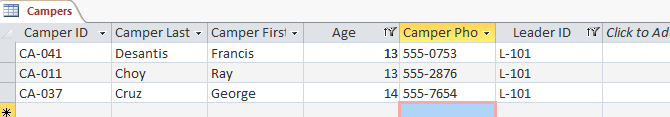 Campers
Camper ID Camper Last Camper First Age Camper Pho Leader ID Click to Ad
CA-041 Desantis Francis 13 555-0753 L-101
CA-011 Choy Ray 13 555-2876 L-101
CA-037 Cruz George 14 555-7654 L-101